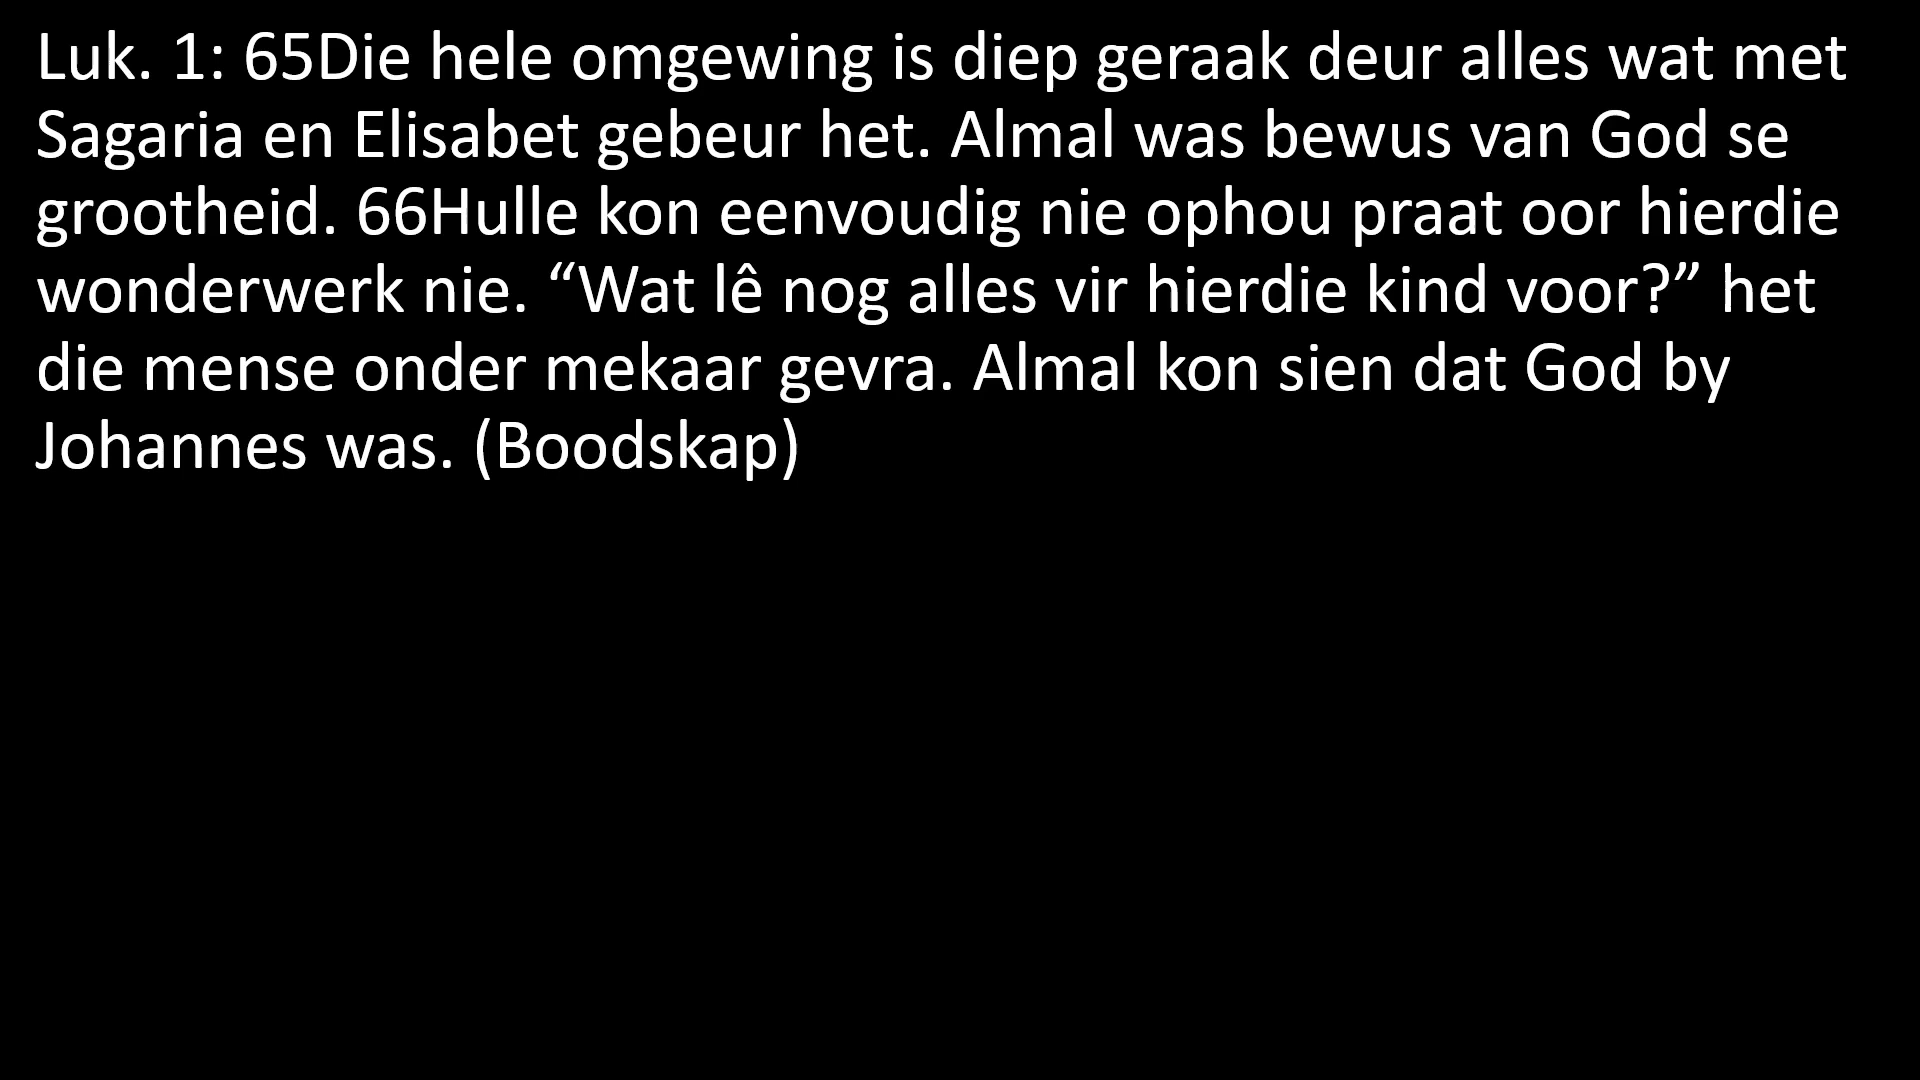 Luk. 1: 65Die hele omgewing is diep geraak deur alles wat met
Sagaria en Elisabet gebeur het. Almal was bewus van God se
grootheid. 66Hulle kon eenvoudig nie ophou praat oor hierdie
wonderwerk nie. “Wat lê nog alles vir hierdie kind voor?” het
die mense onder mekaar gevra. Almal kon sien dat God by
Johannes was. (Boodskap)